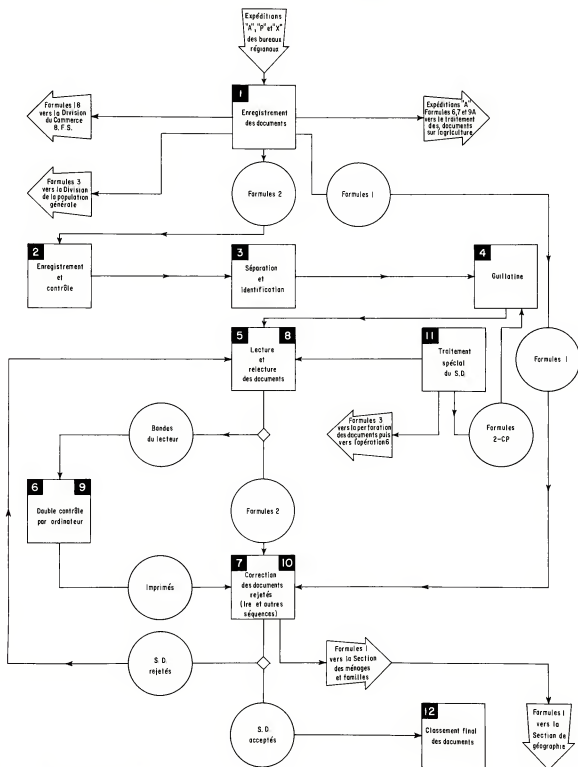 Expéditions
"A", "P" et "X"
des bureaux
régionaux
1
Enregistrement
des documents
Formules 18
vers la Division
du Commerce
8, F. S.
Expéditions "A"
Formules 6,7 et 9A
vers le traitement
des, documents
sur l'agriculture
Formules 3
vers la Division
de la population
générale
Formules 2
Formules 1
2
Enregistrement
et
contrôle
3
Séparation
et
identification
4
Guillatine
5
8
Lecture
et
relecture
des documents
11
Traitement
spécial
du S.D.
Formules 1
Formules 3
vers la perforation
des documents puis
vers l'opération 6
Formules
2-CP
Bandes
du lecteur
6
9
Double contrôle
par ordinateur
Formules 2
Imprimés
7
10
Correction
des documents
rejetés
(1re et autres
séquences)
S. D.
rejetés
Formules 1
vers la Section
des ménages
et familles
S. D.
acceptés
12
Classement final
des documents
Formules 1
vers
la Section
de
géographie